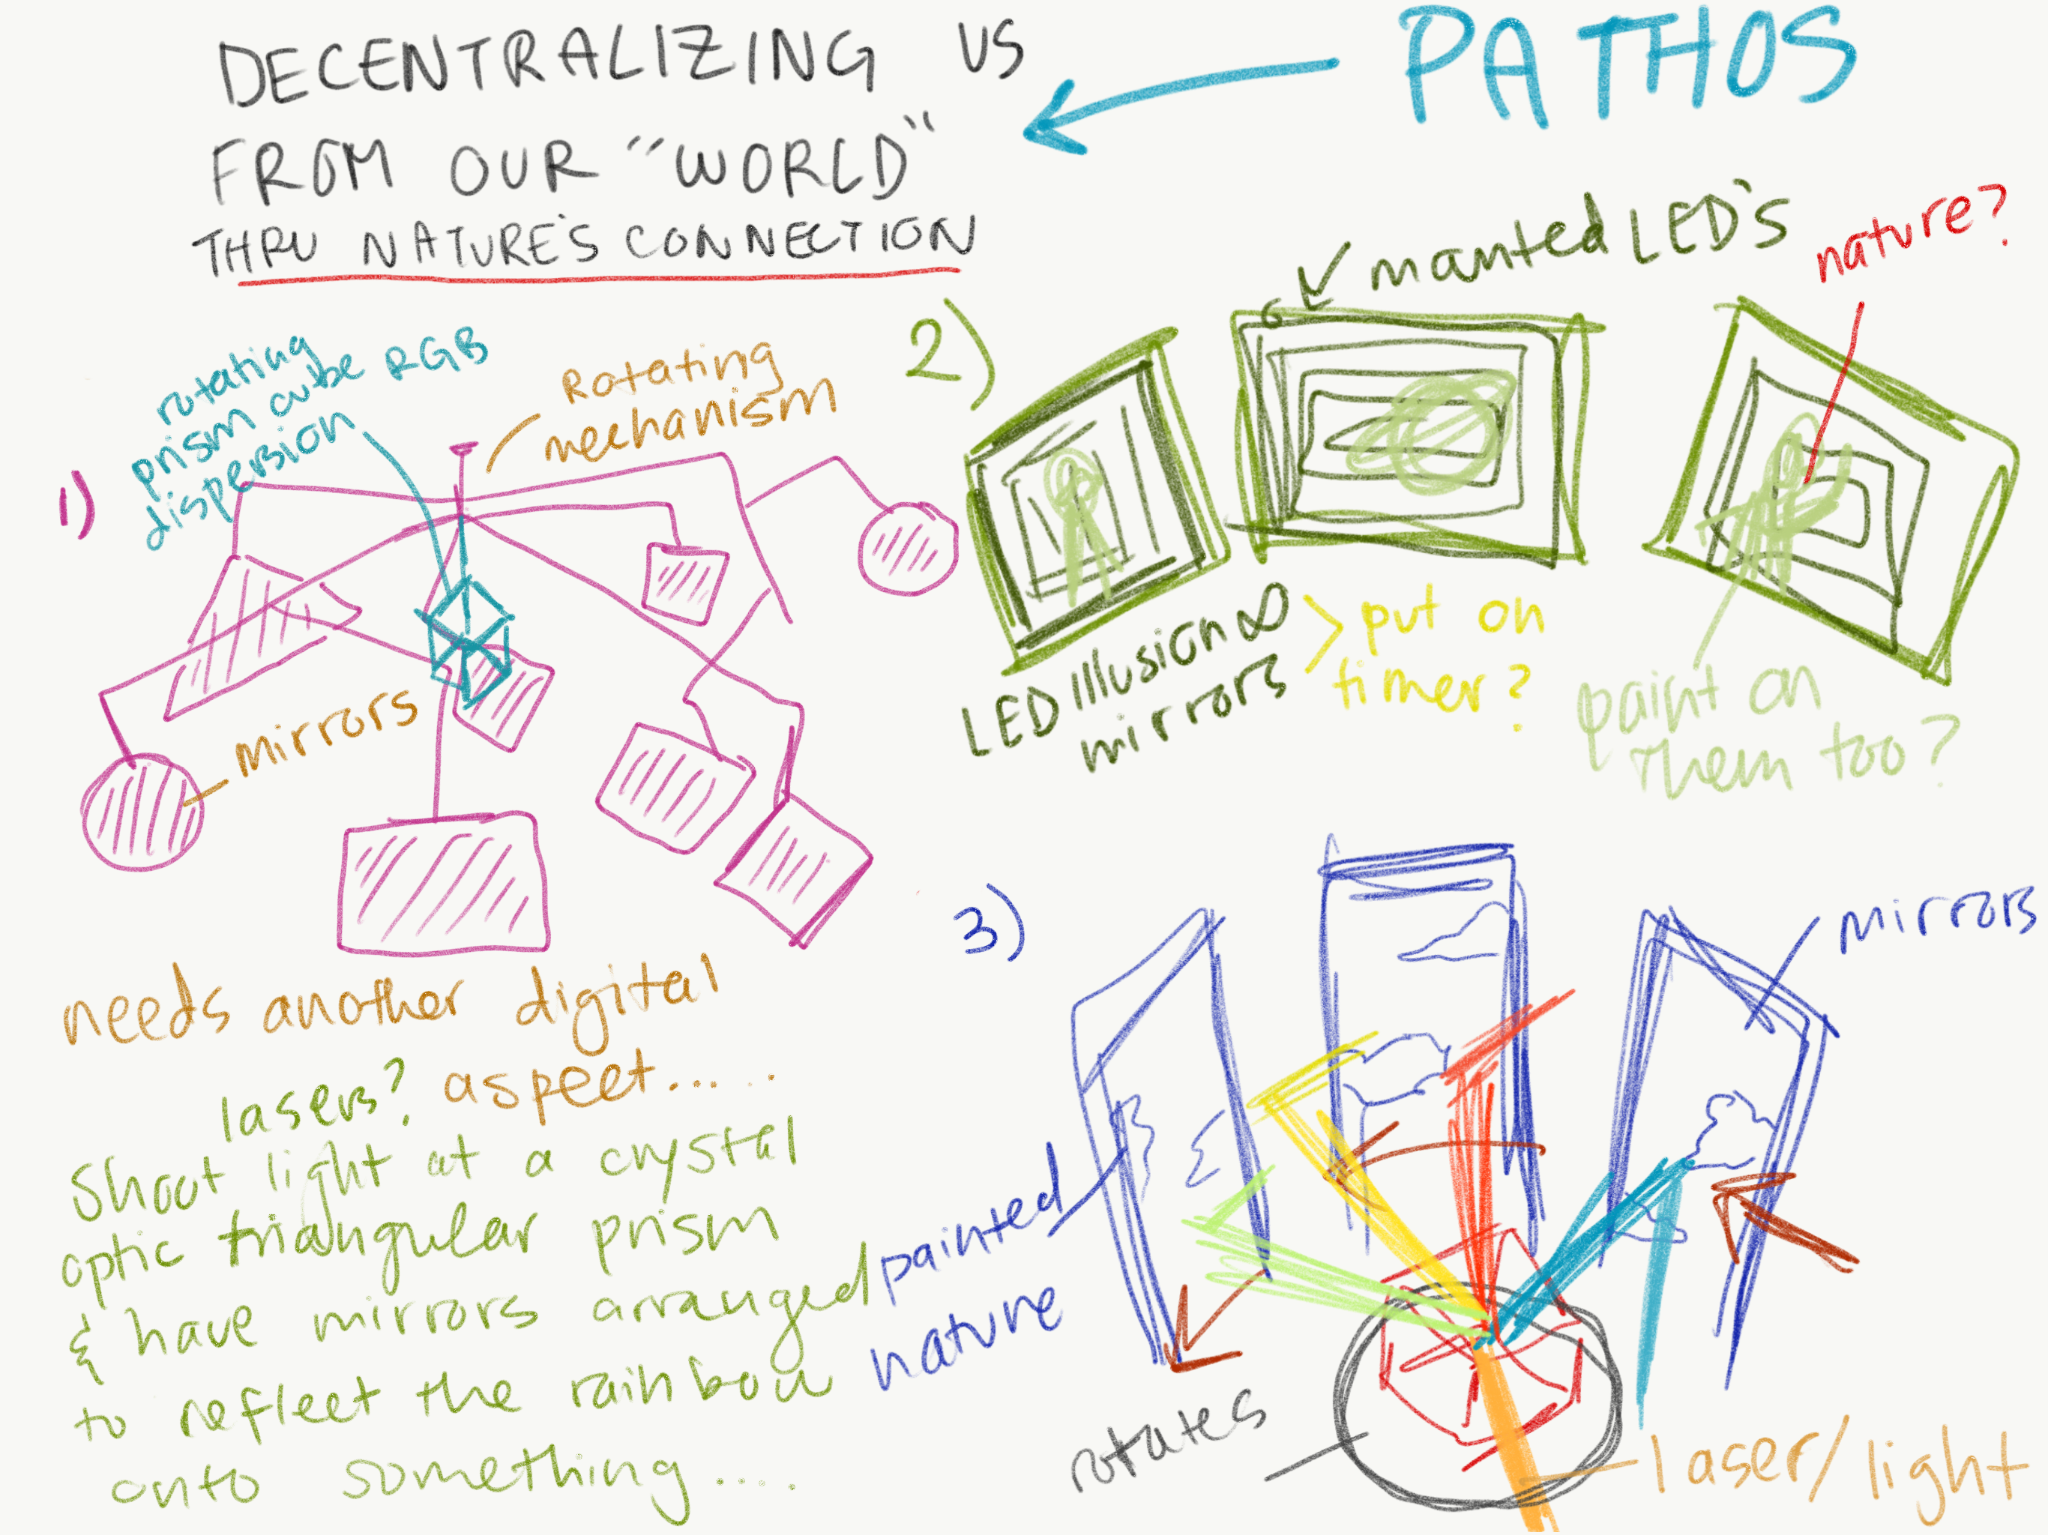 DECENTRALIZING US
FROM OUR "WORLD"
THRU NATURE'S CONNECTION
PATHOS
1)
rotating
prism cube RGB
dispersion
Rotating
mechanism
mirrors
needs another digital
aspect......
lasers?
Shoot light at a crystal
optic triangular prism
& have mirrors arranged
to reflect the rainbow
onto something....
2)
manted LED's
nature?
LED Illusion ∞
mirrors
> put on
timer?
paint on
them too?
3)
mirrors
painted
nature
rotates
laser/light